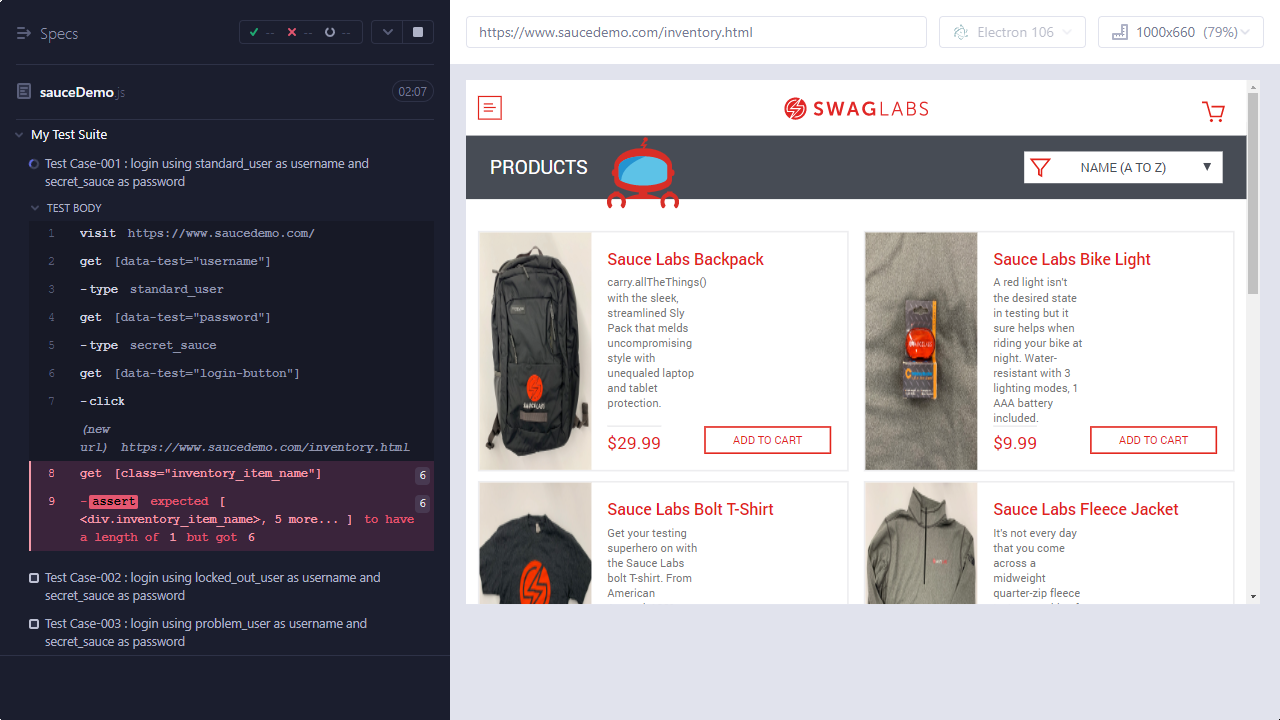 Specs
--
--
--
sauceDemo.js
02:07
My Test Suite
Test Case-001 : login using standard_user as username and
secret_sauce as password
TEST BODY
1 visit https://www.saucedemo.com/
2 get [data-test="username"]
3 -type standard_user
4 get [data-test="password"]
5 -type secret_sauce
6 get [data-test="login-button"]
7 -click
(new
url) https://www.saucedemo.com/inventory.html
8 get [class="inventory_item_name"] 6
9 -assert expected [ 6
<div.inventory_item_name>, 5 more... ] to have
a length of 1 but got 6
Test Case-002 : login using locked_out_user as username and
secret_sauce as password
Test Case-003 : login using problem_user as username and
secret_sauce as password
https://www.saucedemo.com/inventory.html
Electron 106
1000x660 (79%)
SWAGLABS
PRODUCTS
NAME (A TO Z)
Sauce Labs Backpack
carry.allTheThings()
with the sleek,
streamlined Sly
Pack that melds
uncompromising
style with
unequaled laptop
and tablet
protection.
$29.99
ADD TO CART
Sauce Labs Bike Light
A red light isn't
the desired state
in testing but it
sure helps when
riding your bike at
night. Water-
resistant with 3
lighting modes, 1
AAA battery
included.
$9.99
ADD TO CART
Sauce Labs Bolt T-Shirt
Get your testing
superhero on with
the Sauce Labs
bolt T-shirt. From
American
Sauce Labs Fleece Jacket
It's not every day
that you come
across a
midweight
quarter-zip fleece